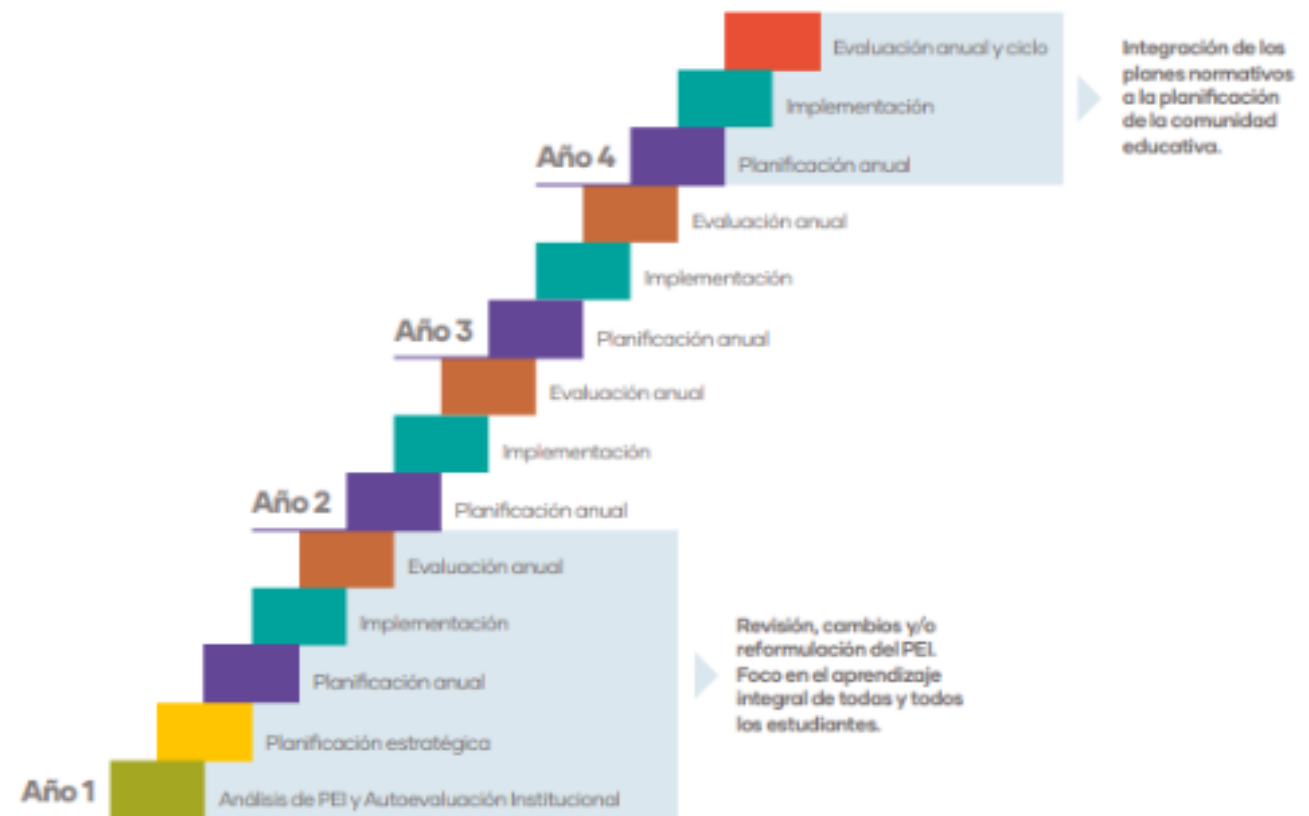 Evaluación anual y ciclo
Implementación
Año 4
Planificación anual
Integración de los
planes normativos
a la planificación
de la comunidad
educativa.
Evaluación anual
Implementación
Año 3
Planificación anual
Evaluación anual
Implementación
Año 2
Planificación anual
Evaluación anual
Implementación
Planificación anual
Planificación estratégica
Año 1
Análisis de PEI y Autoevaluación Institucional
Revisión, cambios y/o
reformulación del PEI.
Foco en el aprendizaje
integral de todas y todos
los estudiantes.